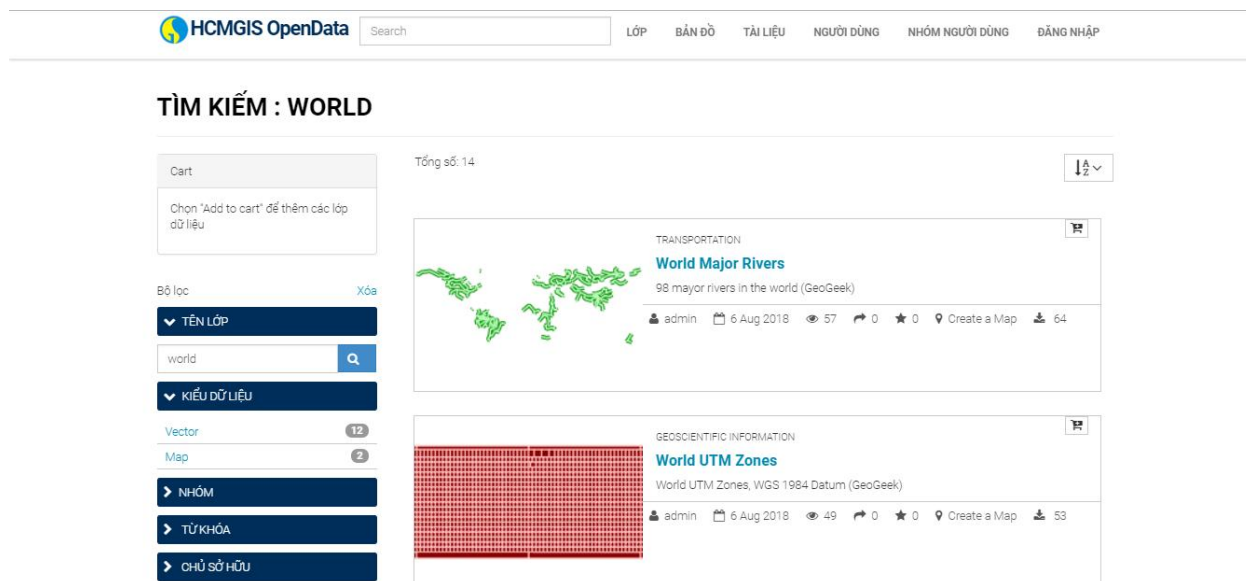 HCMGIS OpenData
Search
LỚP
BẢN ĐỒ
TÀI LIỆU
NGƯỜI DÙNG
NHÓM NGƯỜI DÙNG
ĐĂNG NHẬP
TÌM KIẾM : WORLD
Cart
Chọn "Add to cart" để thêm các lớp
dữ liệu
Bộ lọc
Xóa
TÊN LỚP
world
KIỂU DỮ LIỆU
Vector 12
Map 2
NHÓM
TỪ KHÓA
CHỦ SỞ HỮU
Tổng số: 14
TRANSPORTATION
World Major Rivers
98 mayor rivers in the world (GeoGeek)
admin 6 Aug 2018 57 0 0 Create a Map 64
GEOSCIENTIFIC INFORMATION
World UTM Zones
World UTM Zones, WGS 1984 Datum (GeoGeek)
admin 6 Aug 2018 49 0 0 Create a Map 53